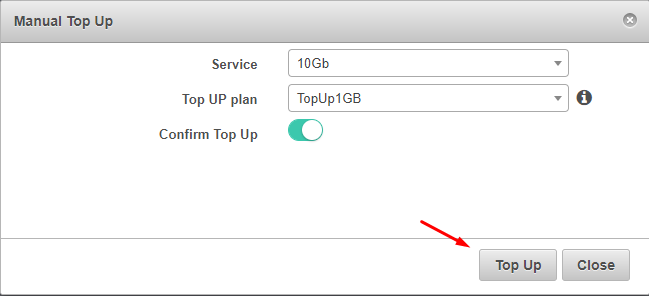 Manual Top Up
Service 10Gb
Top UP plan TopUp1GB
Confirm Top Up
Top Up Close